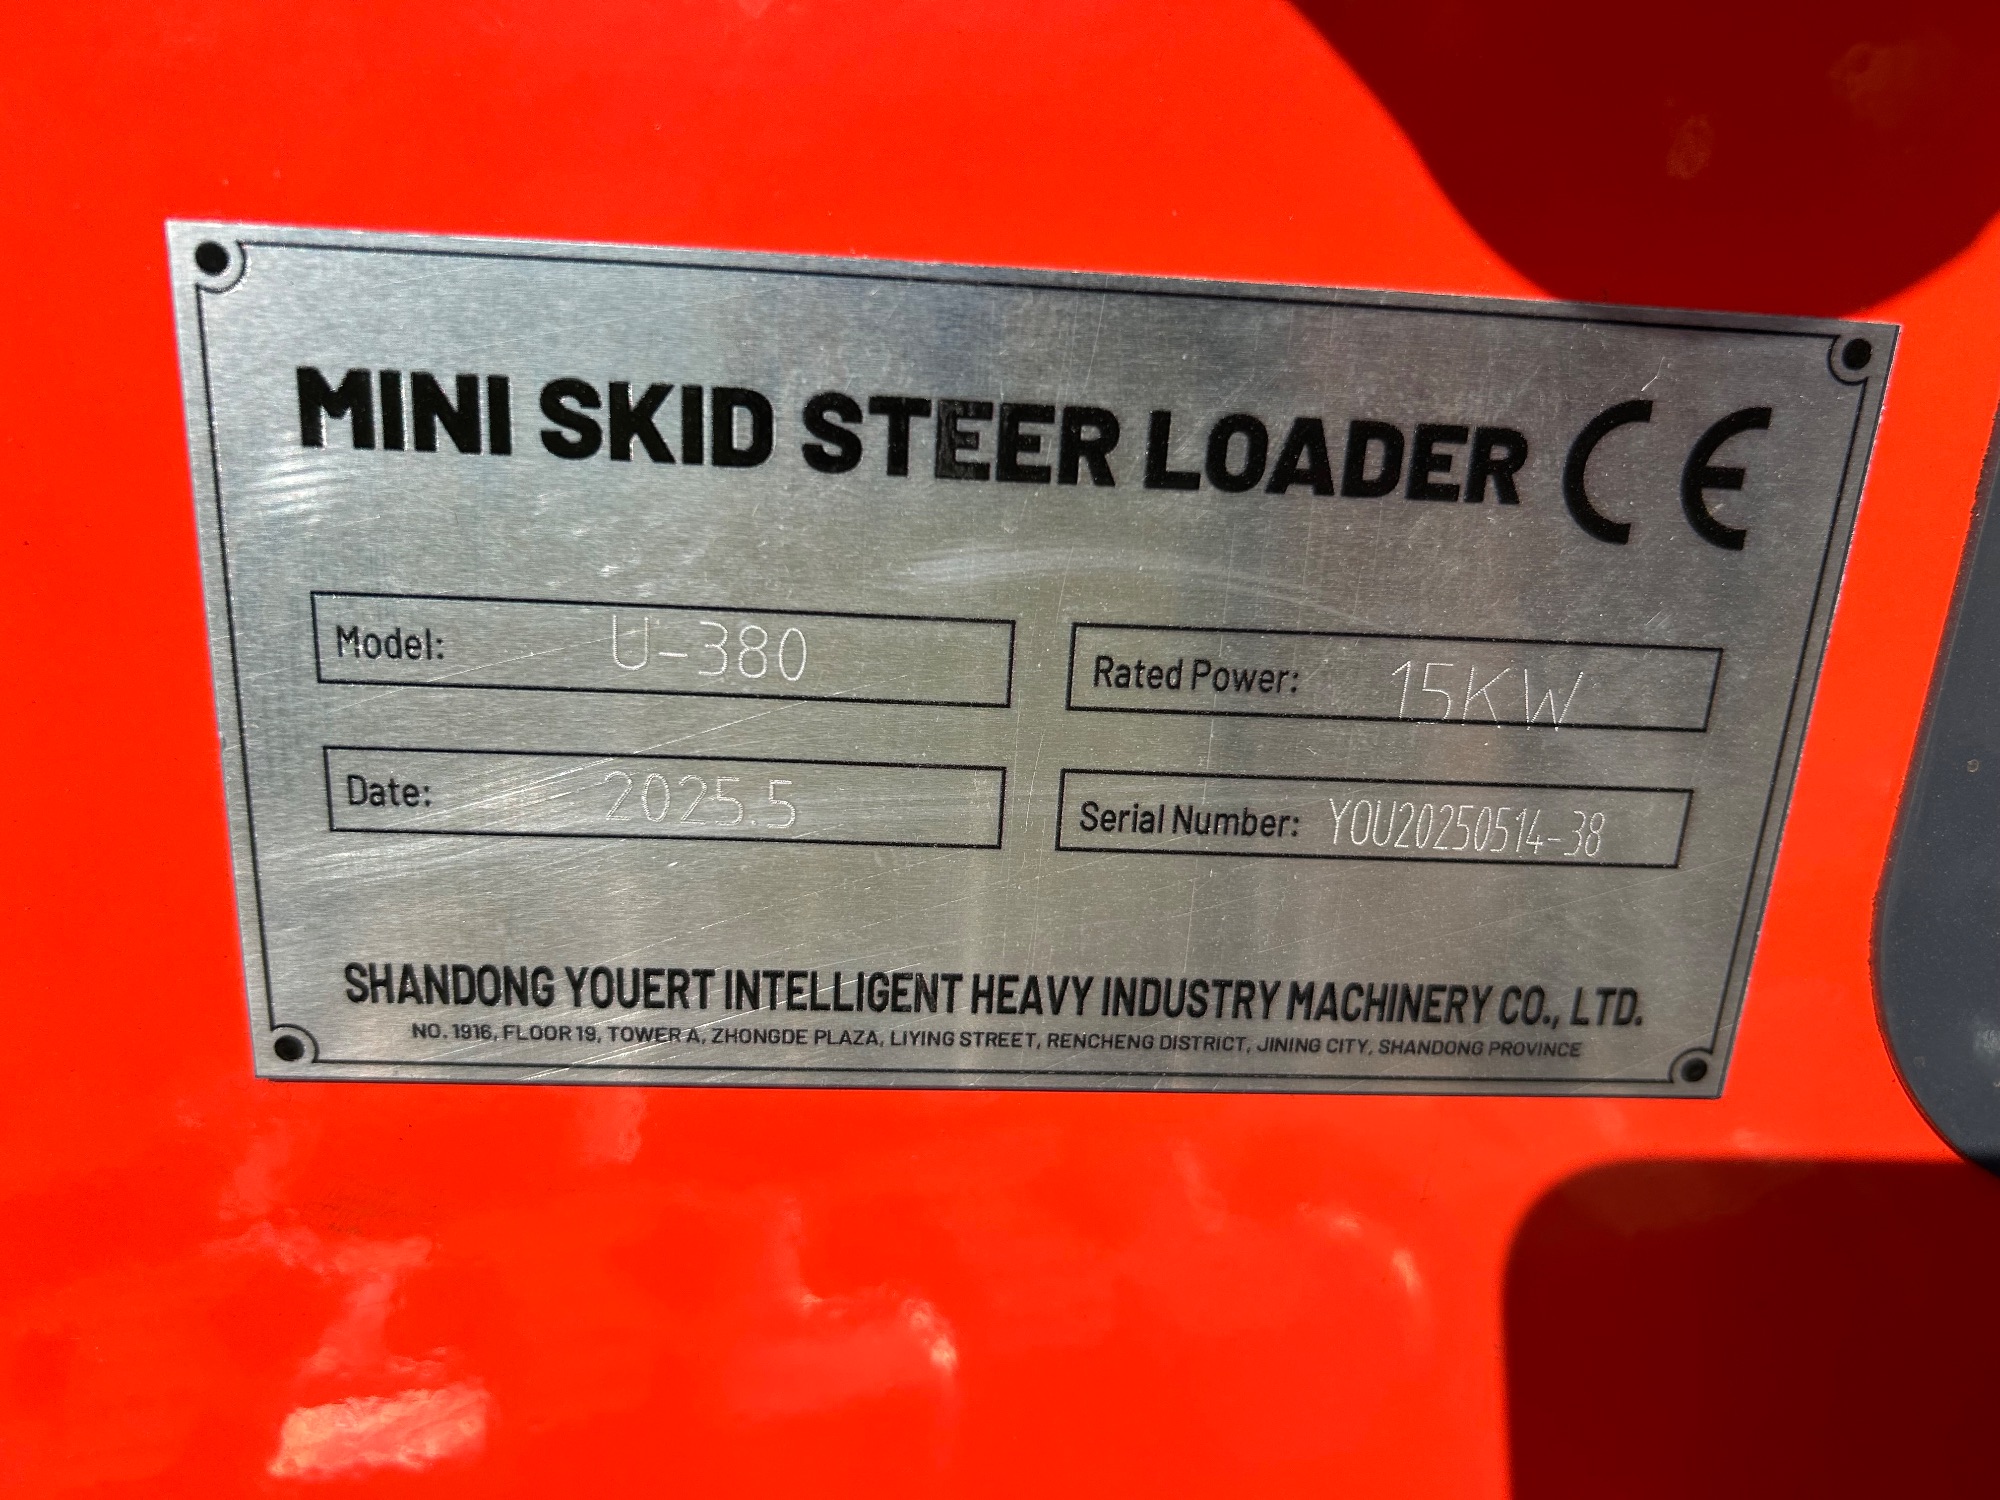 MINI SKID STEER LOADER CE
Model: U-380
Rated Power: 15KW
Date: 2025.5
Serial Number: YOU20250514-38
SHANDONG YOUERT INTELLIGENT HEAVY INDUSTRY MACHINERY CO., LTD.
NO. 1916, FLOOR 19, TOWER A, ZHONGDE PLAZA, LIYING STREET, RENCHENG DISTRICT, JINING CITY, SHANDONG PROVINCE